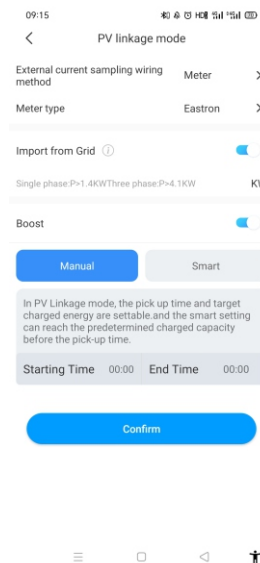 09:15
PV linkage mode
External current sampling wiring
method
Meter
Meter type Eastron
Import from Grid
Single phase:P>1.4KWThree phase:P>4.1KW
Boost
Manual Smart
In PV Linkage mode, the pick up time and target
charged energy are settable.and the smart setting
can reach the predetermined charged capacity
before the pick-up time.
Starting Time 00:00 End Time 00:00
Confirm